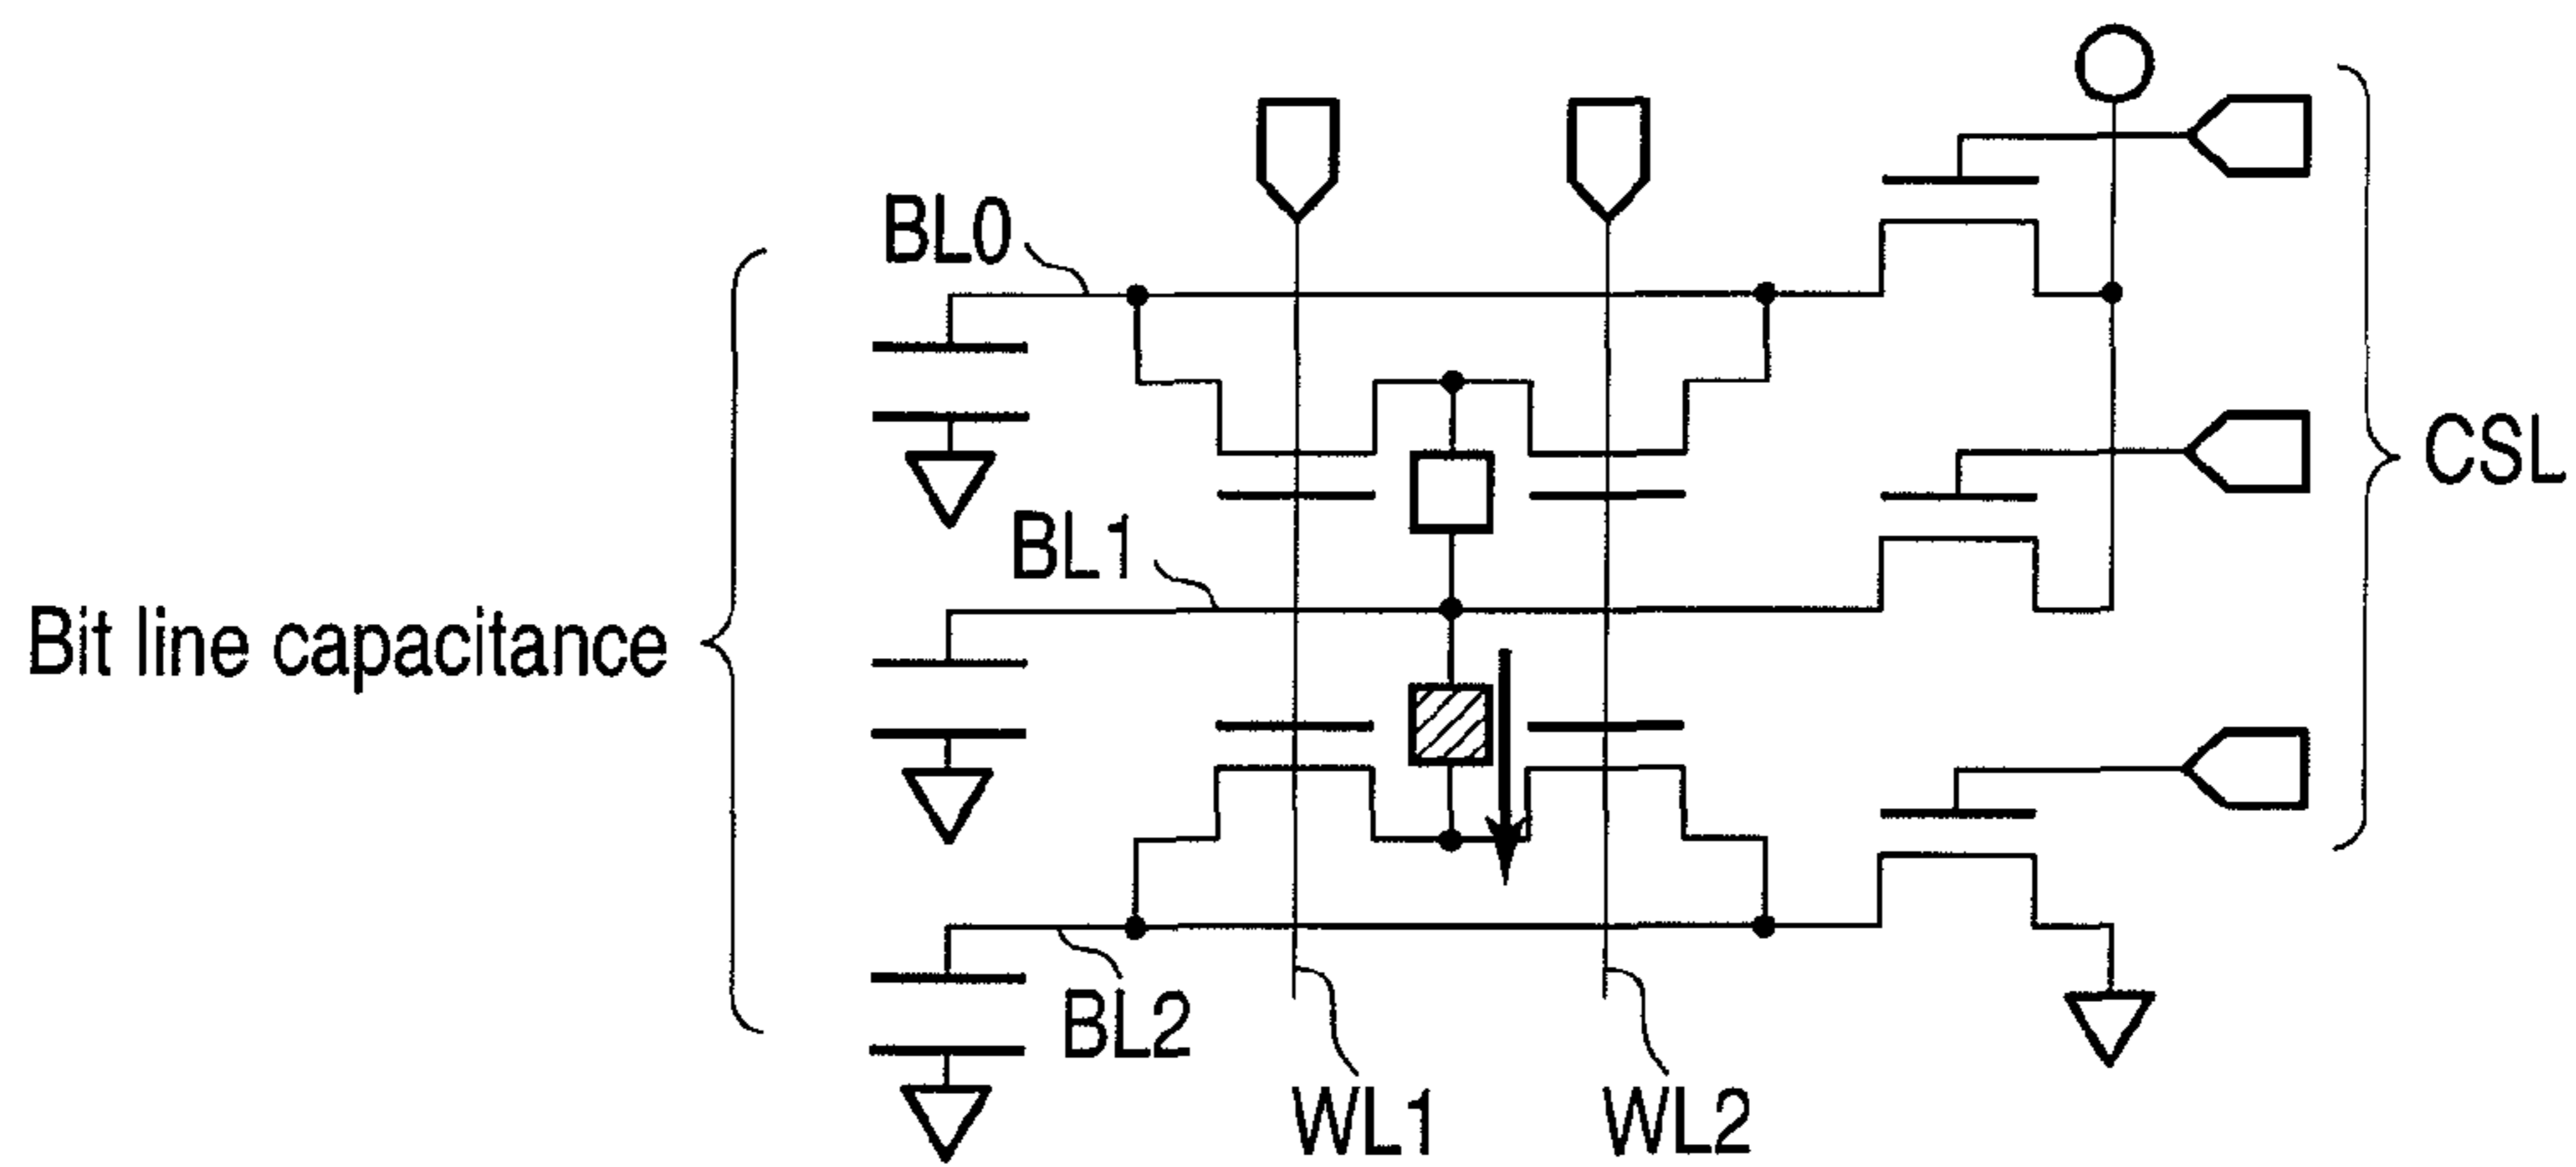 BL0
BL1
CSL
Bit line capacitance
BL2
WL1
WL2